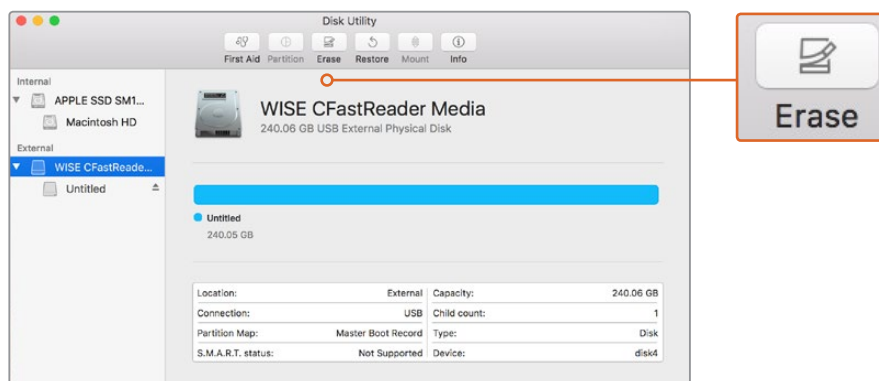 Disk Utility
First Aid Partition Erase Restore Mount Info
Erase
Internal
APPLE SSD SM1...
Macintosh HD
External
WISE CFastReade...
Untitled
WISE CFastReader Media
240.06 GB USB External Physical Disk
Untitled
240.05 GB
Location: External Capacity: 240.06 GB
Connection: USB Child count: 1
Partition Map: Master Boot Record Type: Disk
S.M.A.R.T. status: Not Supported Device: disk4